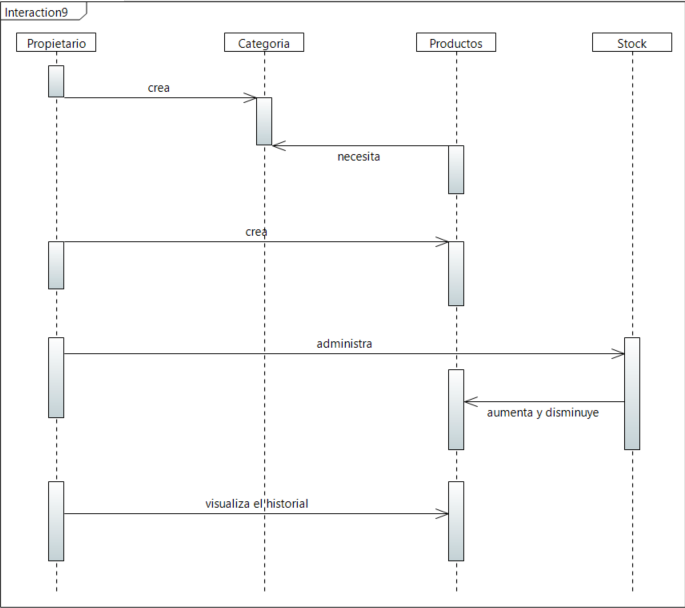 Interaction9
Propietario
Categoria
Productos
Stock
crea
necesita
crea
administra
aumenta y disminuye
visualiza el historial